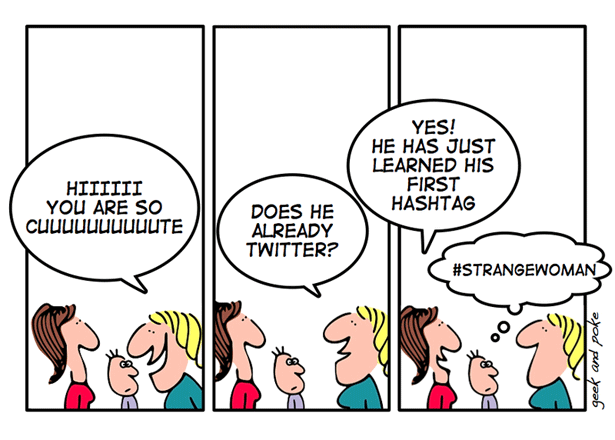 HIIIIII
YOU ARE SO
CUUUUUUUUUUTE
DOES HE
ALREADY
TWITTER?
YES!
HE HAS JUST
LEARNED HIS
FIRST
HASHTAG
#STRANGEWOMAN
geek and poke